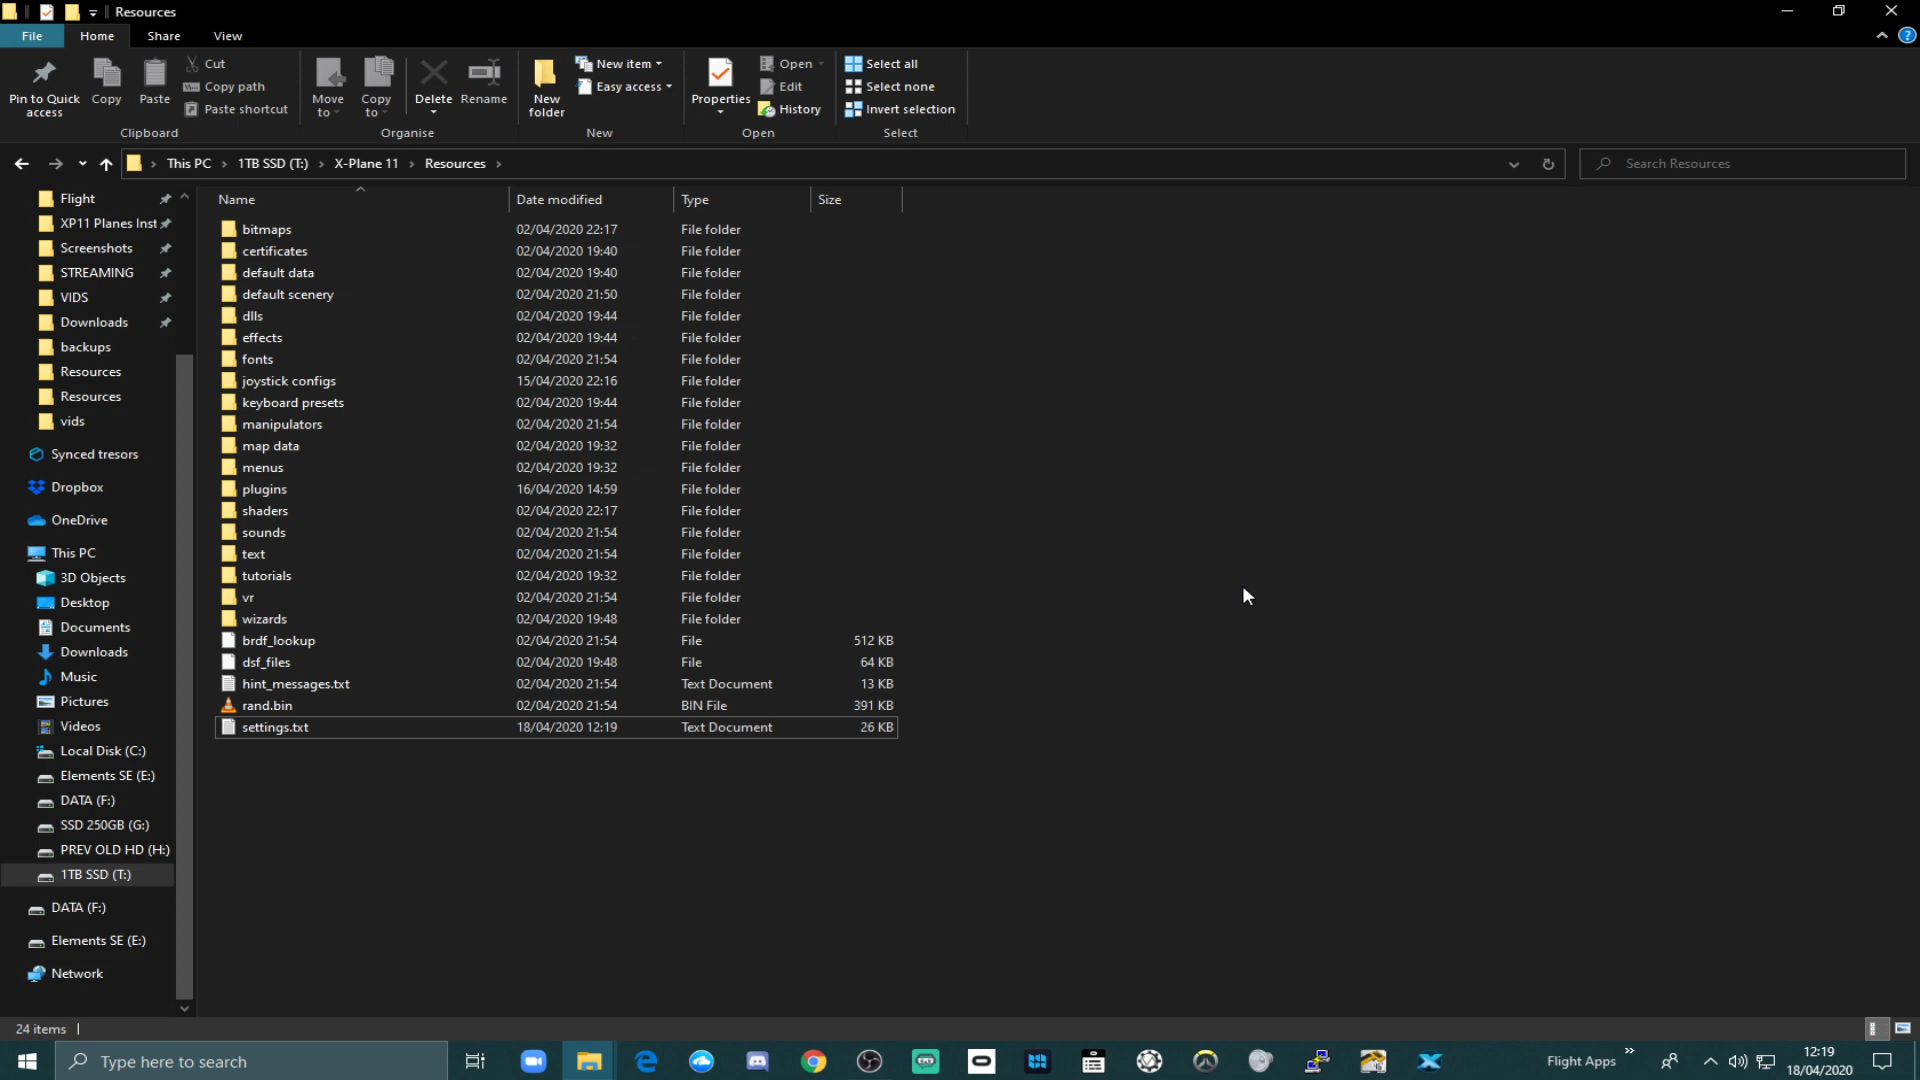 Resources
File Home Share View
Pin to Quick access
Copy
Paste
Cut
Copy path
Paste shortcut
Clipboard
Move to
Copy to
Delete
Rename
Organise
New folder
New item
Easy access
New
Properties
Open
Edit
History
Open
Select all
Select none
Invert selection
Select
This PC > 1TB SSD (T:) > X-Plane 11 > Resources >
Search Resources
Flight
XP11 Planes Inst
Screenshots
STREAMING
VIDS
Downloads
backups
Resources
Resources
vids
Synced tresors
Dropbox
OneDrive
This PC
3D Objects
Desktop
Documents
Downloads
Music
Pictures
Videos
Local Disk (C:)
Elements SE (E:)
DATA (F:)
SSD 250GB (G:)
PREV OLD HD (H:)
1TB SSD (T:)
DATA (F:)
Elements SE (E:)
Network
Name Date modified Type Size
bitmaps 02/04/2020 22:17 File folder
certificates 02/04/2020 19:40 File folder
default data 02/04/2020 19:40 File folder
default scenery 02/04/2020 21:50 File folder
dlls 02/04/2020 19:44 File folder
effects 02/04/2020 19:44 File folder
fonts 02/04/2020 21:54 File folder
joystick configs 15/04/2020 22:16 File folder
keyboard presets 02/04/2020 19:44 File folder
manipulators 02/04/2020 21:54 File folder
map data 02/04/2020 19:32 File folder
menus 02/04/2020 19:32 File folder
plugins 16/04/2020 14:59 File folder
shaders 02/04/2020 22:17 File folder
sounds 02/04/2020 21:54 File folder
text 02/04/2020 21:54 File folder
tutorials 02/04/2020 19:32 File folder
vr 02/04/2020 21:54 File folder
wizards 02/04/2020 19:48 File folder
brdf_lookup 02/04/2020 21:54 File 512 KB
dsf_files 02/04/2020 19:48 File 64 KB
hint_messages.txt 02/04/2020 21:54 Text Document 13 KB
rand.bin 02/04/2020 21:54 BIN File 391 KB
settings.txt 18/04/2020 12:19 Text Document 26 KB
24 items
Type here to search
Flight Apps
12:19
18/04/2020